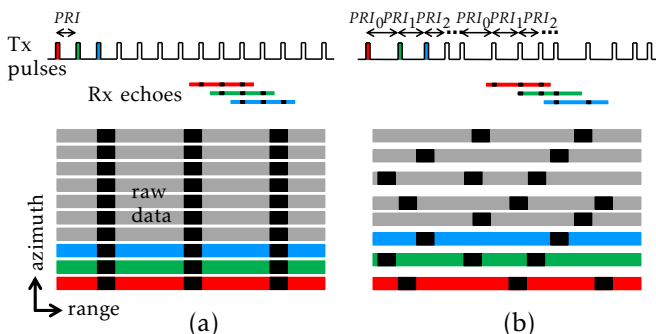 PRI
PRI0 PRI1 PRI2 PRI0 PRI1 PRI2
Tx
pulses
Rx echoes
raw
data
azimuth
range
(a)
(b)